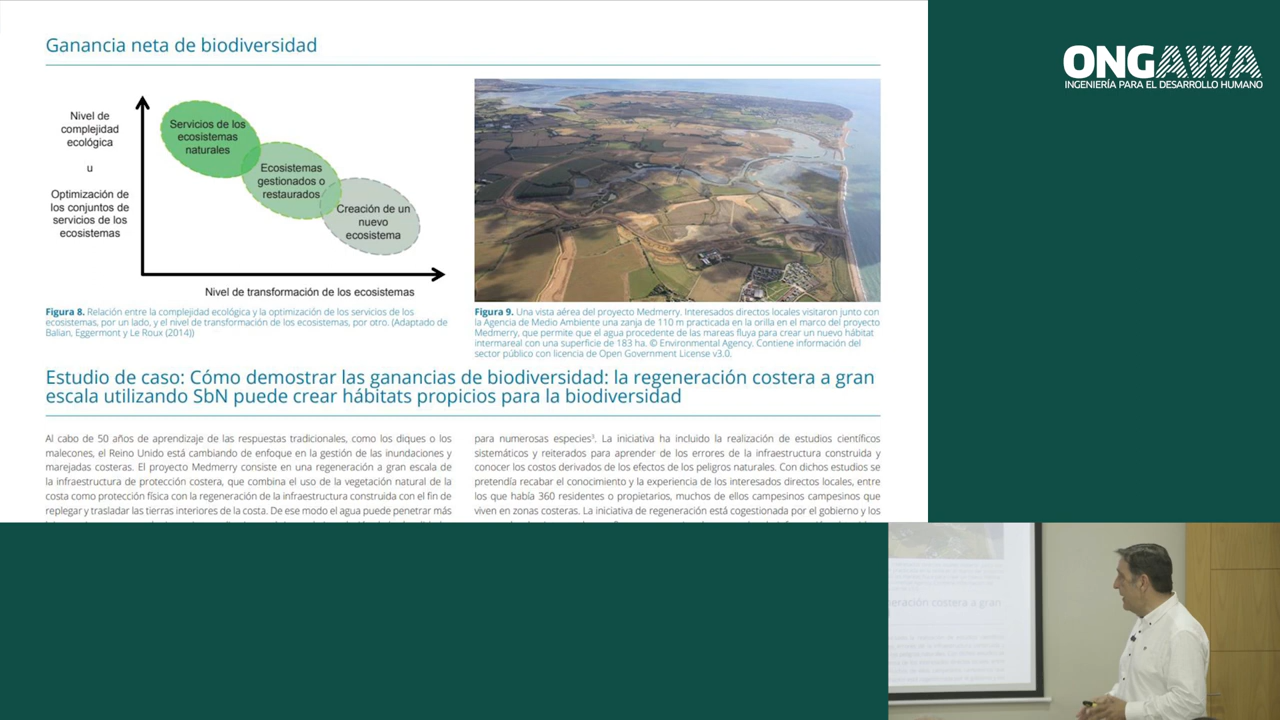 Ganancia neta de biodiversidad
ONGAWA
INGENIERÍA PARA EL DESARROLLO HUMANO
Nivel de
complejidad
ecológica
u
Optimización de
los conjuntos de
servicios de los
ecosistemas
Servicios de los
ecosistemas
naturales
Ecosistemas
gestionados o
restaurados
Creación de un
nuevo
ecosistema
Nivel de transformación de los ecosistemas
Figura 8. Relación entre la complejidad ecológica y la optimización de los servicios de los
ecosistemas, por un lado, y el nivel de transformación de los ecosistemas, por otro. (Adaptado de
Balian, Eggermont y Le Roux (2014))
Figura 9. Una vista aérea del proyecto Medmerry. Interesados directos locales visitaron junto con
la Agencia de Medio Ambiente una zanja de 110 m practicada en la orilla en el marco del proyecto
Medmerry, que permite que el agua procedente de las mareas fluya para crear un nuevo hábitat
intermareal con una superficie de 183 ha. © Environmental Agency. Contiene información del
sector público con licencia de Open Government License v3.0.
Estudio de caso: Cómo demostrar las ganancias de biodiversidad: la regeneración costera a gran
escala utilizando SbN puede crear hábitats propicios para la biodiversidad
Al cabo de 50 años de aprendizaje de las respuestas tradicionales, como los diques o los
malecones, el Reino Unido está cambiando de enfoque en la gestión de las inundaciones y
marejadas costeras. El proyecto Medmerry consiste en una regeneración a gran escala de
la infraestructura de protección costera, que combina el uso de la vegetación natural de la
costa como protección física con la regeneración de la infraestructura construida con el fin de
replegar y trasladar las tierras interiores de la costa. De ese modo el agua puede penetrar más
para numerosas especies³. La iniciativa ha incluido la realización de estudios científicos
sistemáticos y reiterados para aprender de los errores de la infraestructura construida y
conocer los costos derivados de los efectos de los peligros naturales. Con dichos estudios se
pretendía recabar el conocimiento y la experiencia de los interesados directos locales, entre
los que había 360 residentes o propietarios, muchos de ellos campesinos campesinos que
viven en zonas costeras. La iniciativa de regeneración está cogestionada por el gobierno y los
eración costera a gran